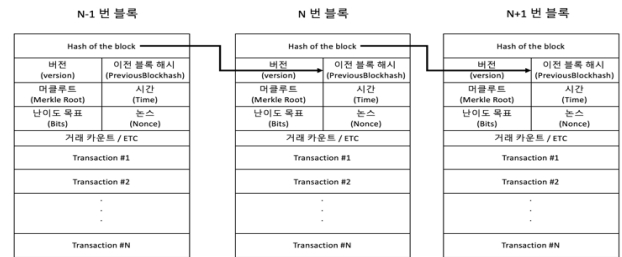 N-1 번 블록
Hash of the block
버전 이전 블록 해시
(version) (PreviousBlockhash)
머클루트 시간
(Merkle Root) (Time)
난이도 목표 논스
(Bits) (Nonce)
거래 카운트 / ETC
Transaction #1
Transaction #2
.
.
.
Transaction #N
N 번 블록
Hash of the block
버전 이전 블록 해시
(version) (PreviousBlockhash)
머클루트 시간
(Merkle Root) (Time)
난이도 목표 논스
(Bits) (Nonce)
거래 카운트 / ETC
Transaction #1
Transaction #2
.
.
.
Transaction #N
N+1 번 블록
Hash of the block
버전 이전 블록 해시
(version) (PreviousBlockhash)
머클루트 시간
(Merkle Root) (Time)
난이도 목표 논스
(Bits) (Nonce)
거래 카운트 / ETC
Transaction #1
Transaction #2
.
.
.
Transaction #N